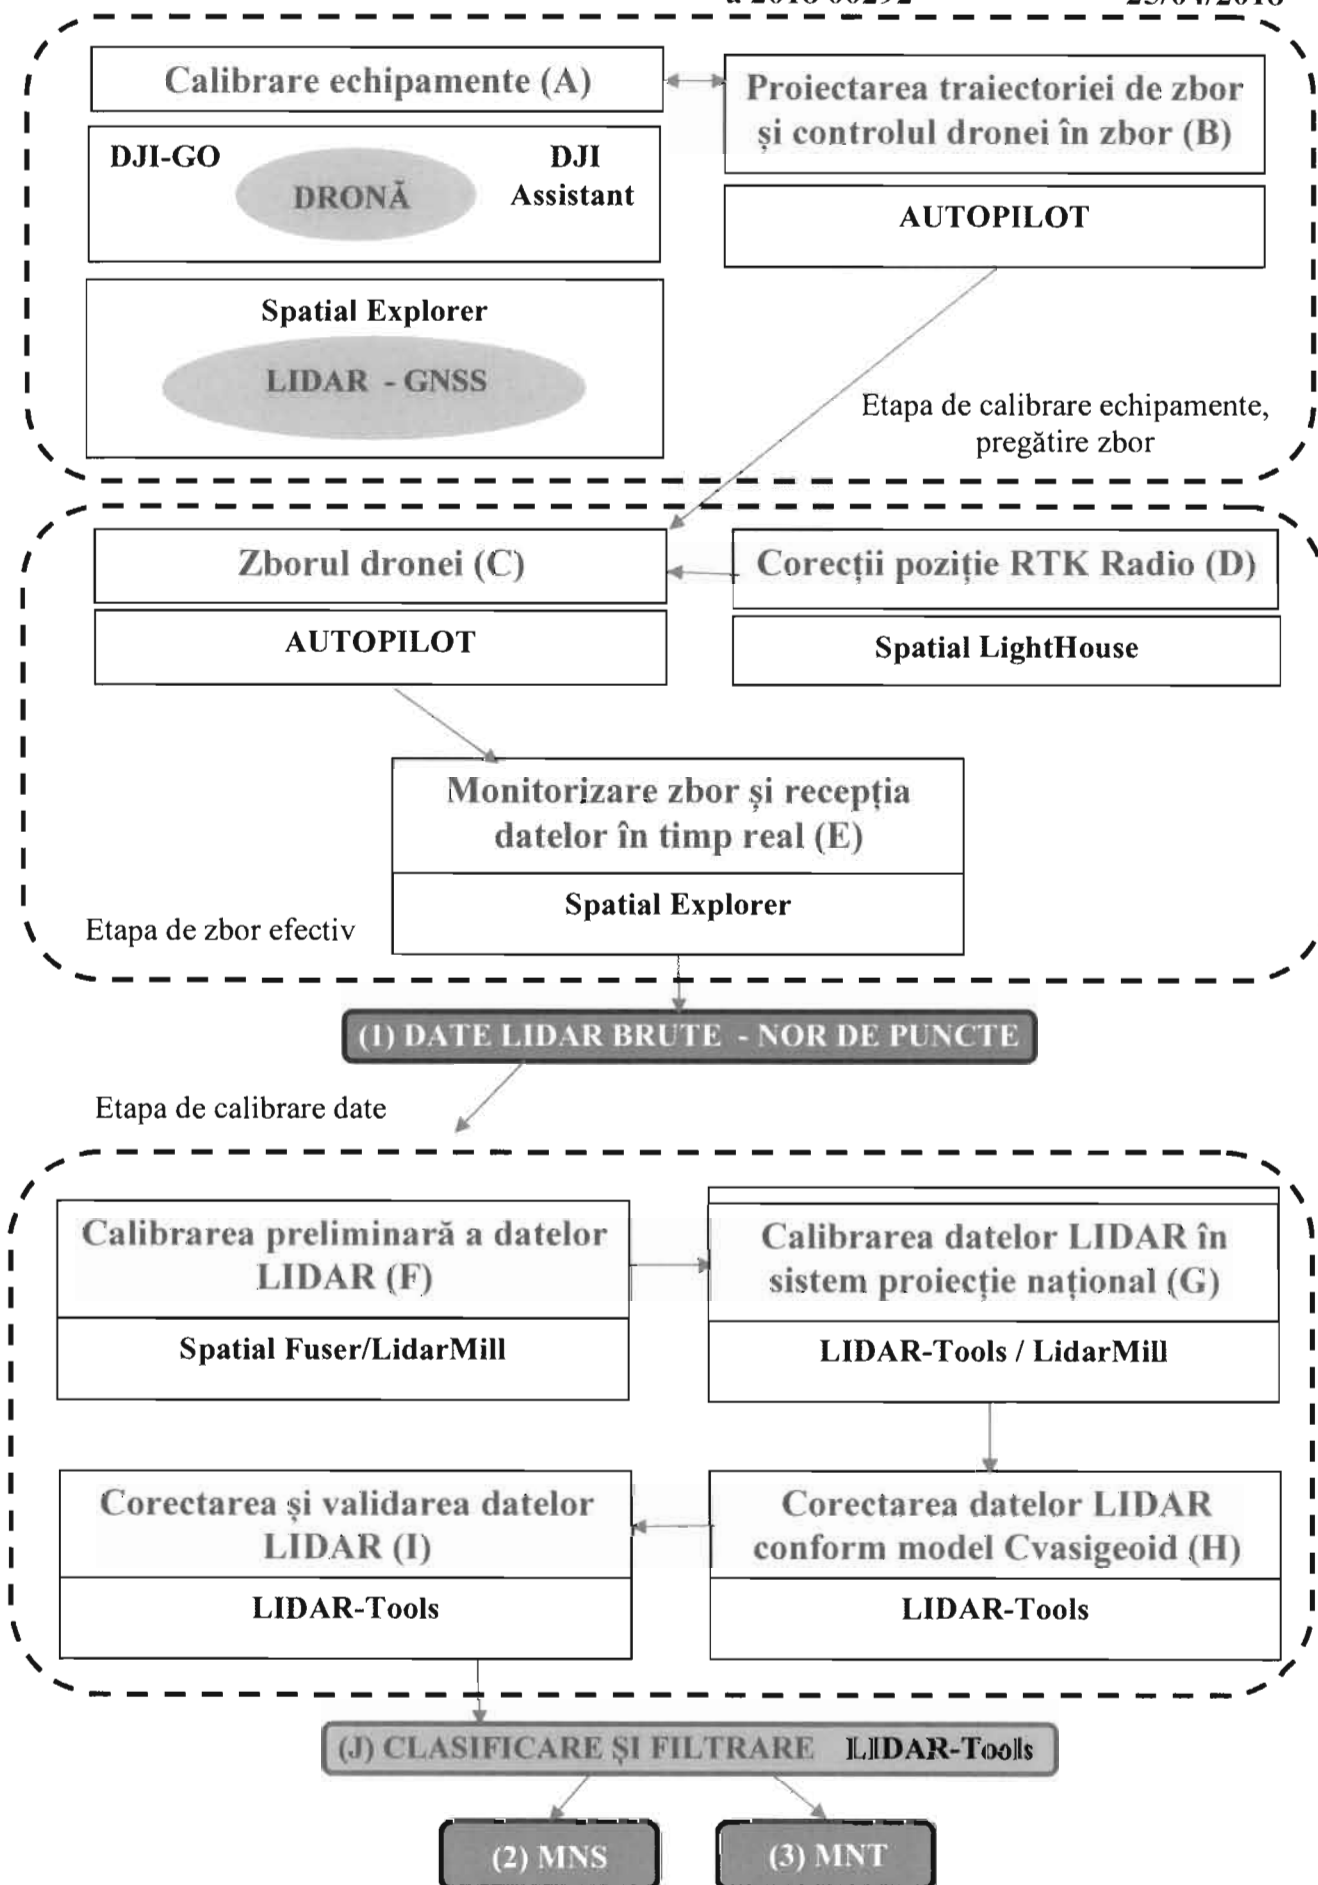 Calibrare echipamente (A)
Proiectarea traiectoriei de zbor
și controlul dronei în zbor (B)
DJI-GO
DRONĂ
DJI
Assistant
AUTOPILOT
Spatial Explorer
LIDAR - GNSS
Etapa de calibrare echipamente,
pregătire zbor
Zborul dronei (C)
Corecții poziție RTK Radio (D)
AUTOPILOT
Spatial LightHouse
Monitorizare zbor și recepția
datelor în timp real (E)
Spatial Explorer
Etapa de zbor efectiv
(1) DATE LIDAR BRUTE - NOR DE PUNCTE
Etapa de calibrare date
Calibrarea preliminară a datelor
LIDAR (F)
Spatial Fuser/LidarMill
Calibrarea datelor LIDAR în
sistem proiecție național (G)
LIDAR-Tools / LidarMill
Corectarea și validarea datelor
LIDAR (I)
LIDAR-Tools
Corectarea datelor LIDAR
conform model Cvasigeoid (H)
LIDAR-Tools
(J) CLASIFICARE ȘI FILTRARE LIDAR-Tools
(2) MNS
(3) MNT